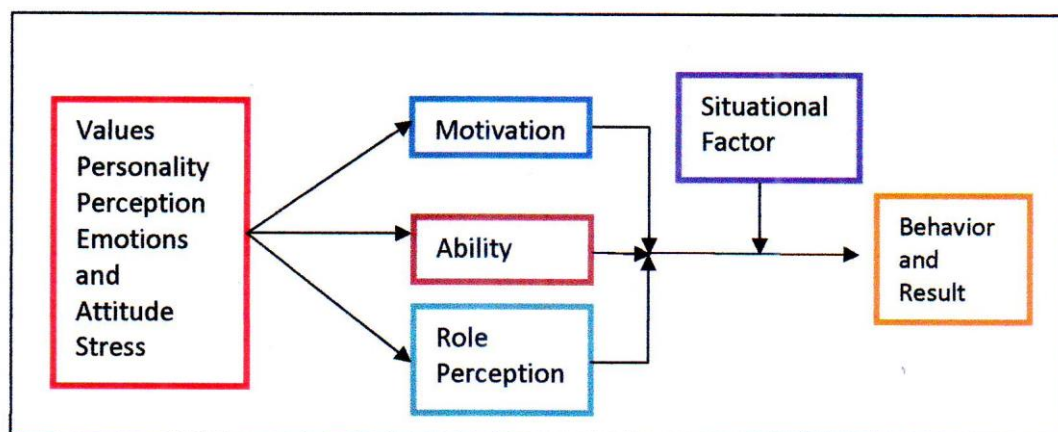 Values
Personality
Perception
Emotions
and
Attitude
Stress
Motivation
Ability
Role
Perception
Situational
Factor
Behavior
and
Result